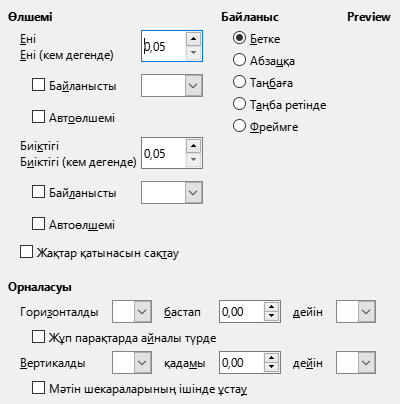 Өлшемі Байланыс Preview
Ені
Ені (кем дегенде) 0,05 Бетке
Абзацқа
Байланысты Таңбаға
Таңба ретінде
Автоөлшемі Фреймге
Биіктігі
Биіктігі (кем дегенде) 0,05
Байланысты
Автоөлшемі
Жақтар қатынасын сақтау
Орналасуы
Горизонталды бастап 0,00 дейін
Жұп парақтарда айналы түрде
Вертикалды қадамы 0,00 дейін
Мәтін шекараларының ішінде ұстау